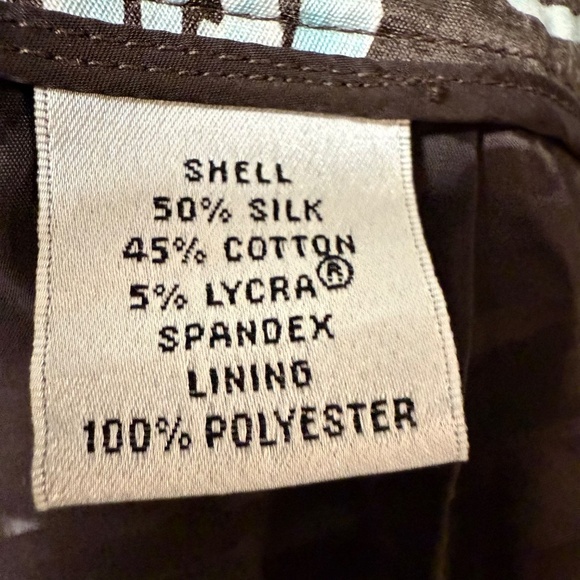 SHELL
50% SILK
45% COTTON
5% LYCRA®
SPANDEX
LINING
100% POLYESTER